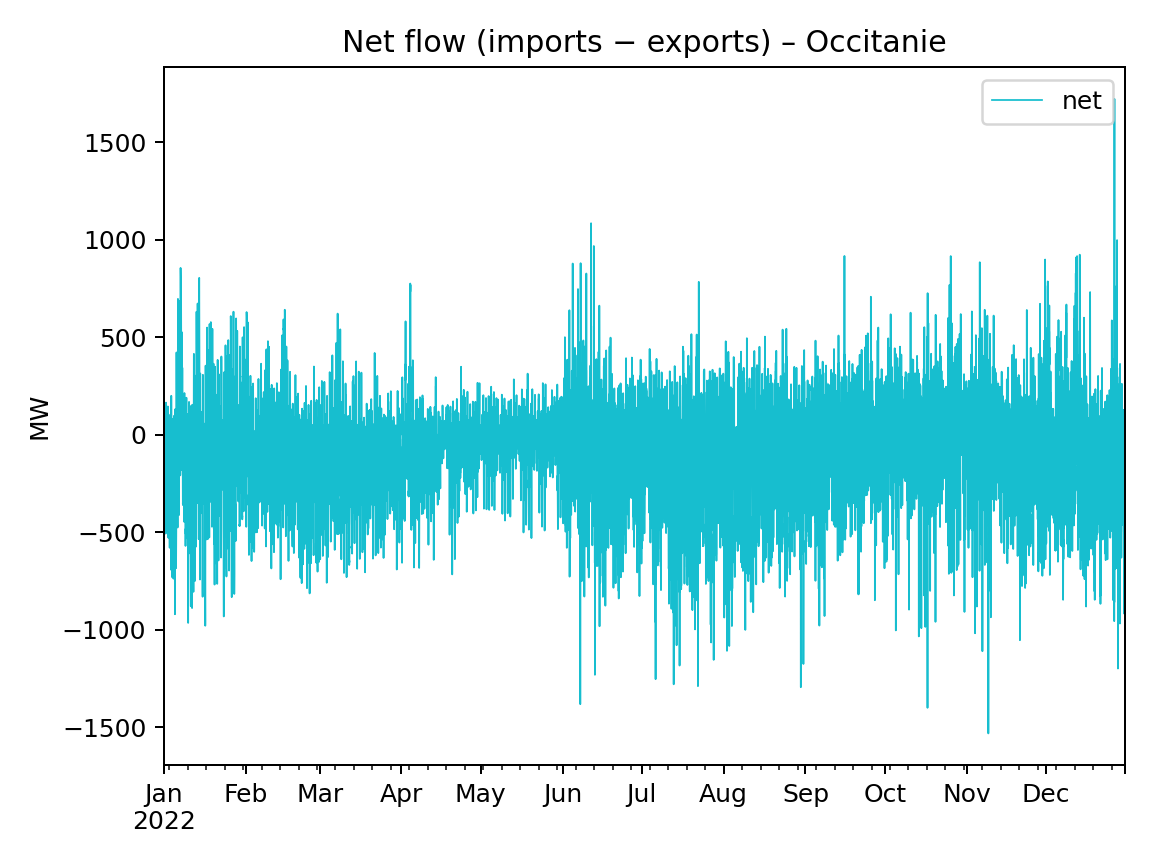 Net flow (imports − exports) – Occitanie
net
MW
1500
1000
500
0
−500
−1000
−1500
Jan Feb Mar Apr May Jun Jul Aug Sep Oct Nov Dec
2022